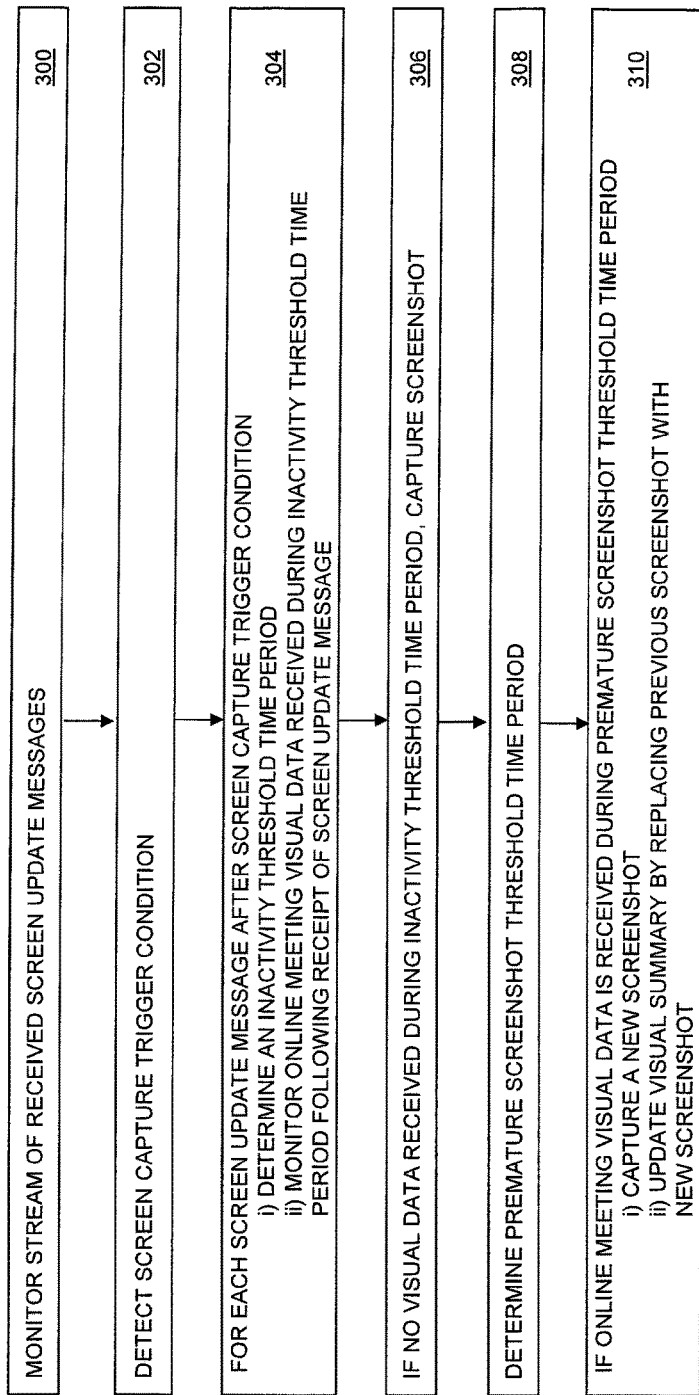 MONITOR STREAM OF RECEIVED SCREEN UPDATE MESSAGES
300
DETECT SCREEN CAPTURE TRIGGER CONDITION
302
FOR EACH SCREEN UPDATE MESSAGE AFTER SCREEN CAPTURE TRIGGER CONDITION
i) DETERMINE AN INACTIVITY THRESHOLD TIME PERIOD
ii) MONITOR ONLINE MEETING VISUAL DATA RECEIVED DURING INACTIVITY THRESHOLD TIME
PERIOD FOLLOWING RECEIPT OF SCREEN UPDATE MESSAGE
304
IF NO VISUAL DATA RECEIVED DURING INACTIVITY THRESHOLD TIME PERIOD, CAPTURE SCREENSHOT
306
DETERMINE PREMATURE SCREENSHOT THRESHOLD TIME PERIOD
308
IF ONLINE MEETING VISUAL DATA IS RECEIVED DURING PREMATURE SCREENSHOT THRESHOLD TIME PERIOD
i) CAPTURE A NEW SCREENSHOT
ii) UPDATE VISUAL SUMMARY BY REPLACING PREVIOUS SCREENSHOT WITH
NEW SCREENSHOT
310